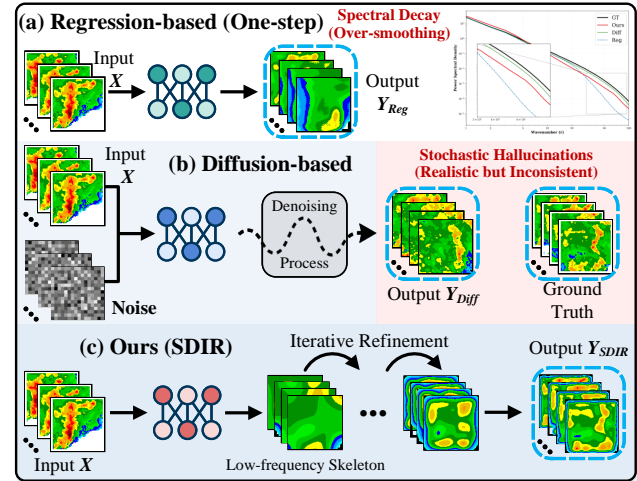 (a) Regression-based (One-step)
Spectral Decay
(Over-smoothing)
Input
X
Output
Y_Reg
GT
Ours
Diff
Reg
Power Spectral Density
Wavenumber (k)
Input
X
(b) Diffusion-based
Noise
Denoising
Process
Stochastic Hallucinations
(Realistic but Inconsistent)
Output Y_Diff
Ground
Truth
(c) Ours (SDIR)
Iterative Refinement
Output Y_SDIR
Input X
Low-frequency Skeleton